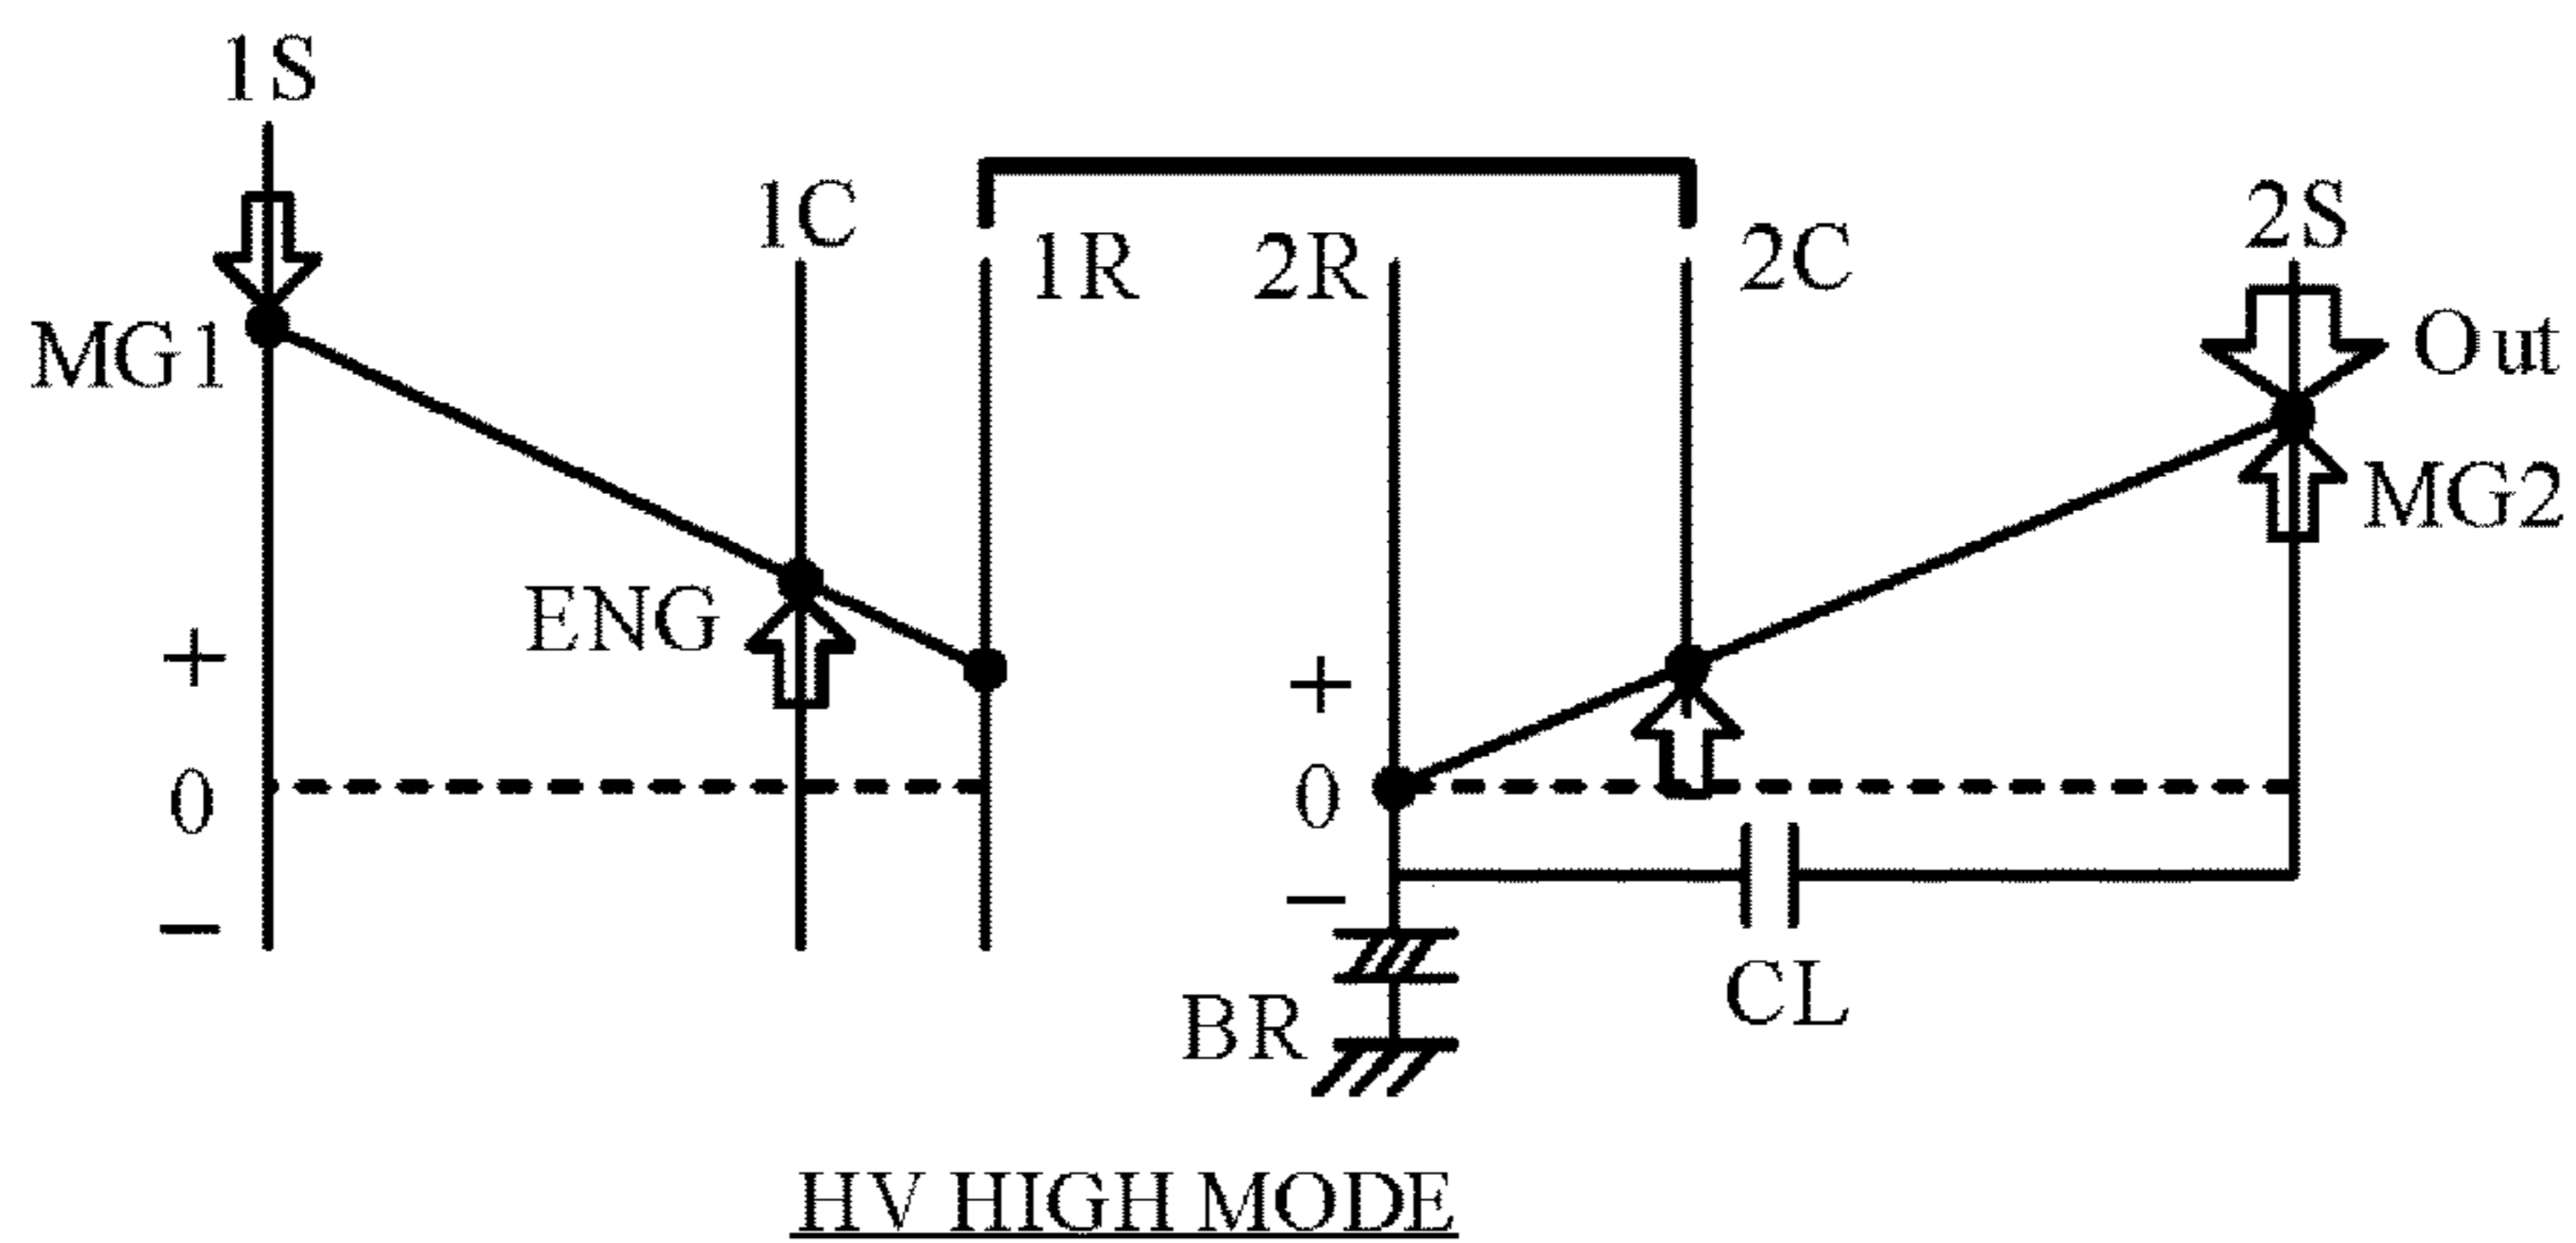 1S
1C
2S
1R
2R
2C
MG1
Out
MG2
ENG
+
+
0
0
−
−
CL
BR
HV HIGH MODE